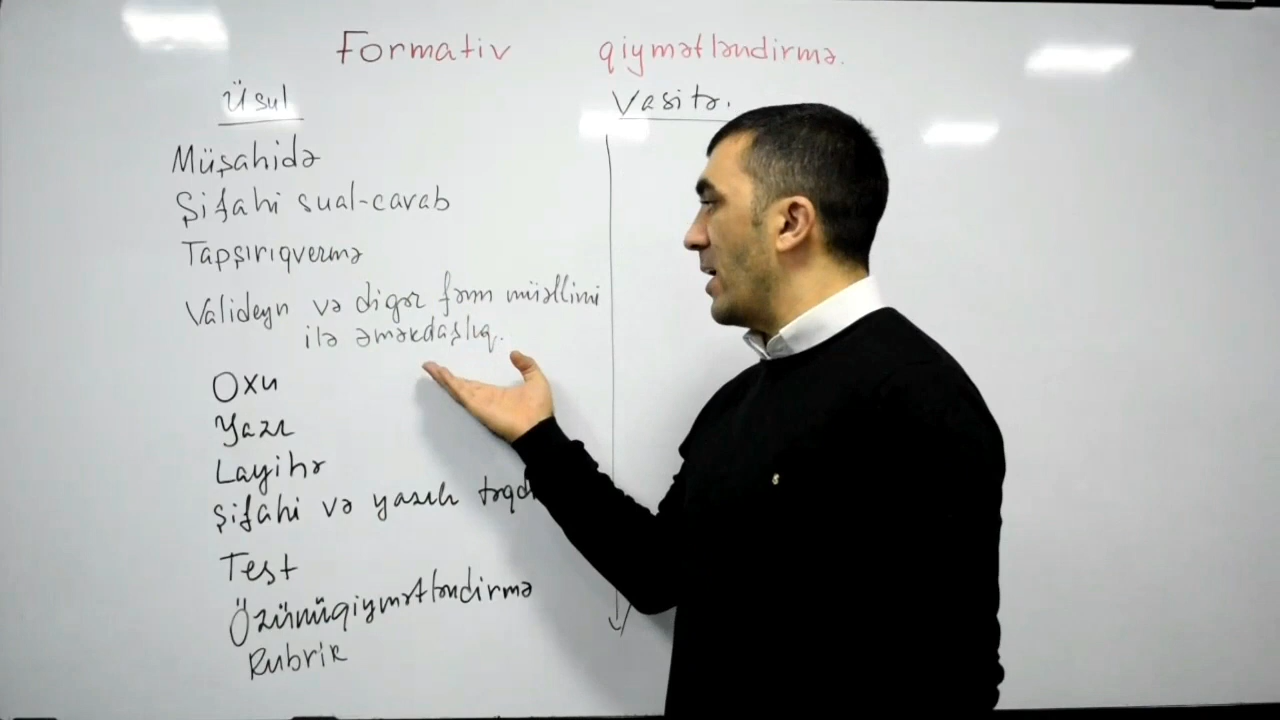 Formativ qiymətləndirmə.
Üsul
Vasitə.
Müşahidə
Şifahi sual-cavab
Tapşırıqvermə
Valideyn və digər fənn müəllimi
ilə əməkdaşlıq.
Oxu
Yazı
Layihə
Şifahi və yazılı
Test
Özünüqiymətləndirmə
Rubrik